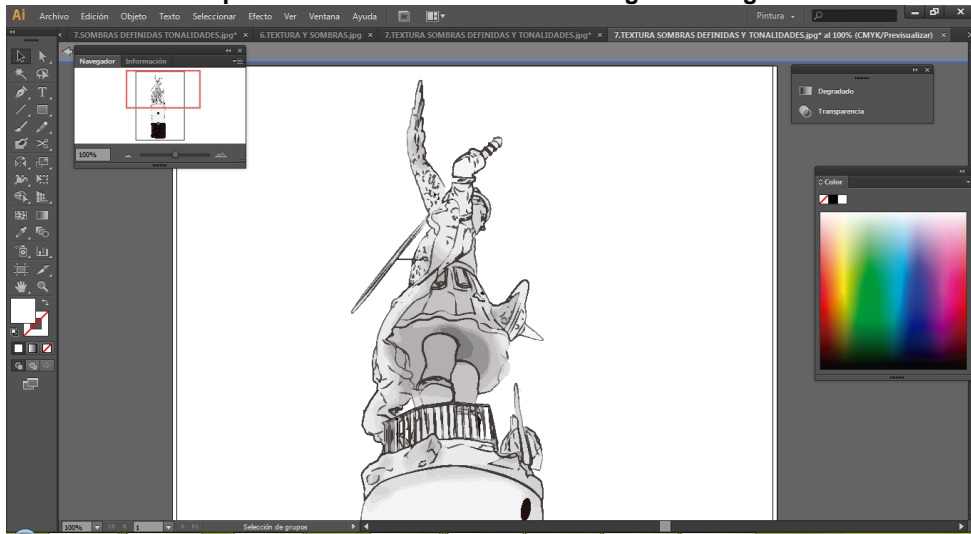 Ai Archivo Edición Objeto Texto Seleccionar Efecto Ver Ventana Ayuda Br Pintura
7.SOMBRAS DEFINIDAS TONALIDADES.jpg* × 6.TEXTURA Y SOMBRAS.jpg × 7.TEXTURA SOMBRAS DEFINIDAS Y TONALIDADES.jpg* × 7.TEXTURA SOMBRAS DEFINIDAS Y TONALIDADES.jpg* al 100% (CMYK/Previsualizar) ×
Navegador Información
100%
Degradado
Transparencia
Color
100% 1 Selección de grupos